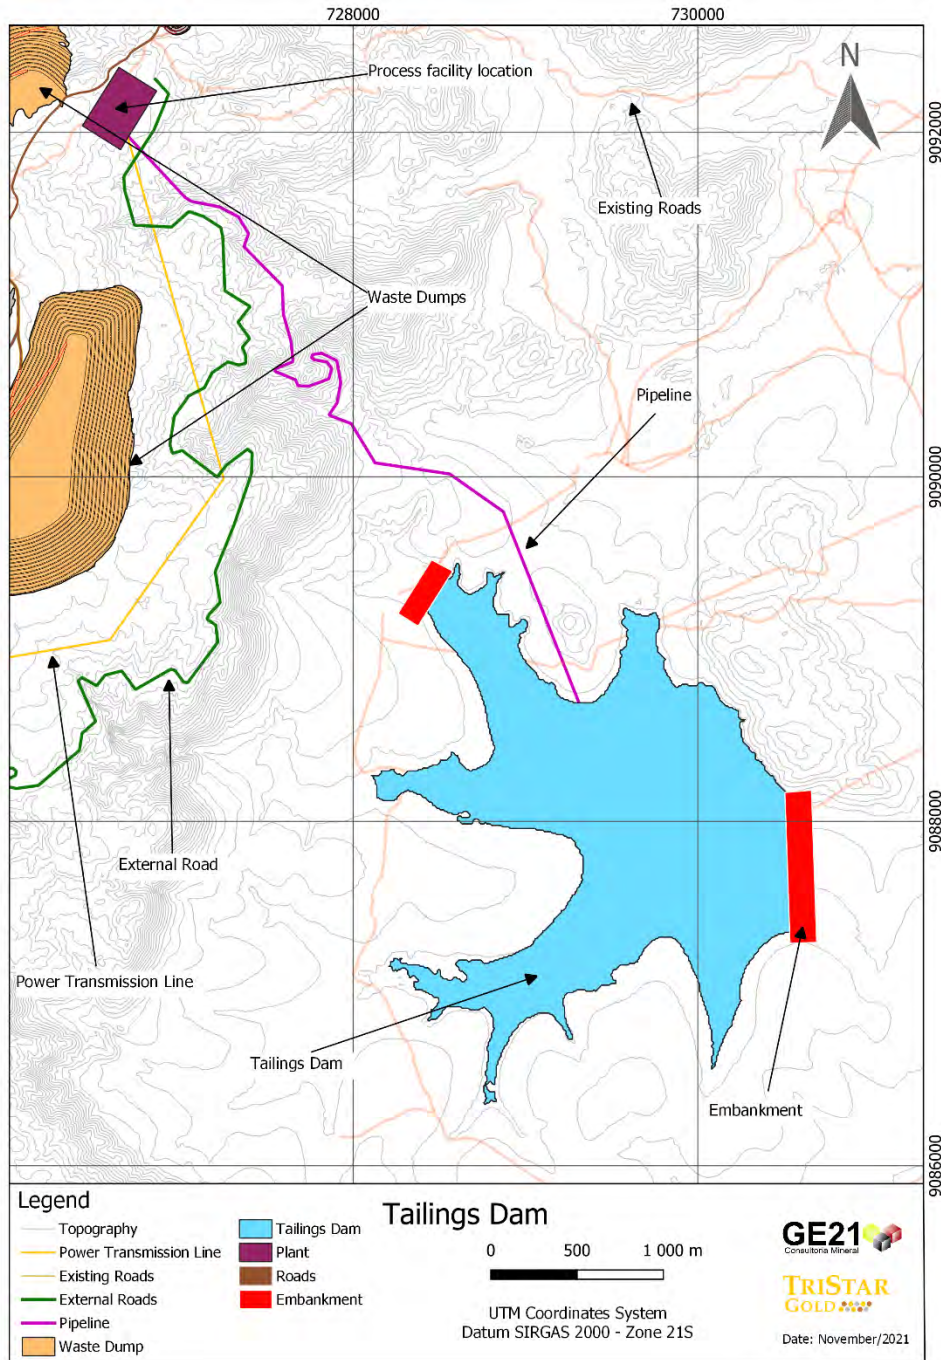 728000
730000
Process facility location
N
9092000
Existing Roads
Waste Dumps
Pipeline
9090000
9088000
External Road
Power Transmission Line
Tailings Dam
Embankment
9086000
Legend
Topography
Power Transmission Line
Existing Roads
External Roads
Pipeline
Waste Dump
Tailings Dam
Plant
Roads
Embankment
Tailings Dam
0 500 1 000 m
UTM Coordinates System
Datum SIRGAS 2000 - Zone 21S
GE21
Consultoria Mineral
TRISTAR
GOLD
Date: November/2021